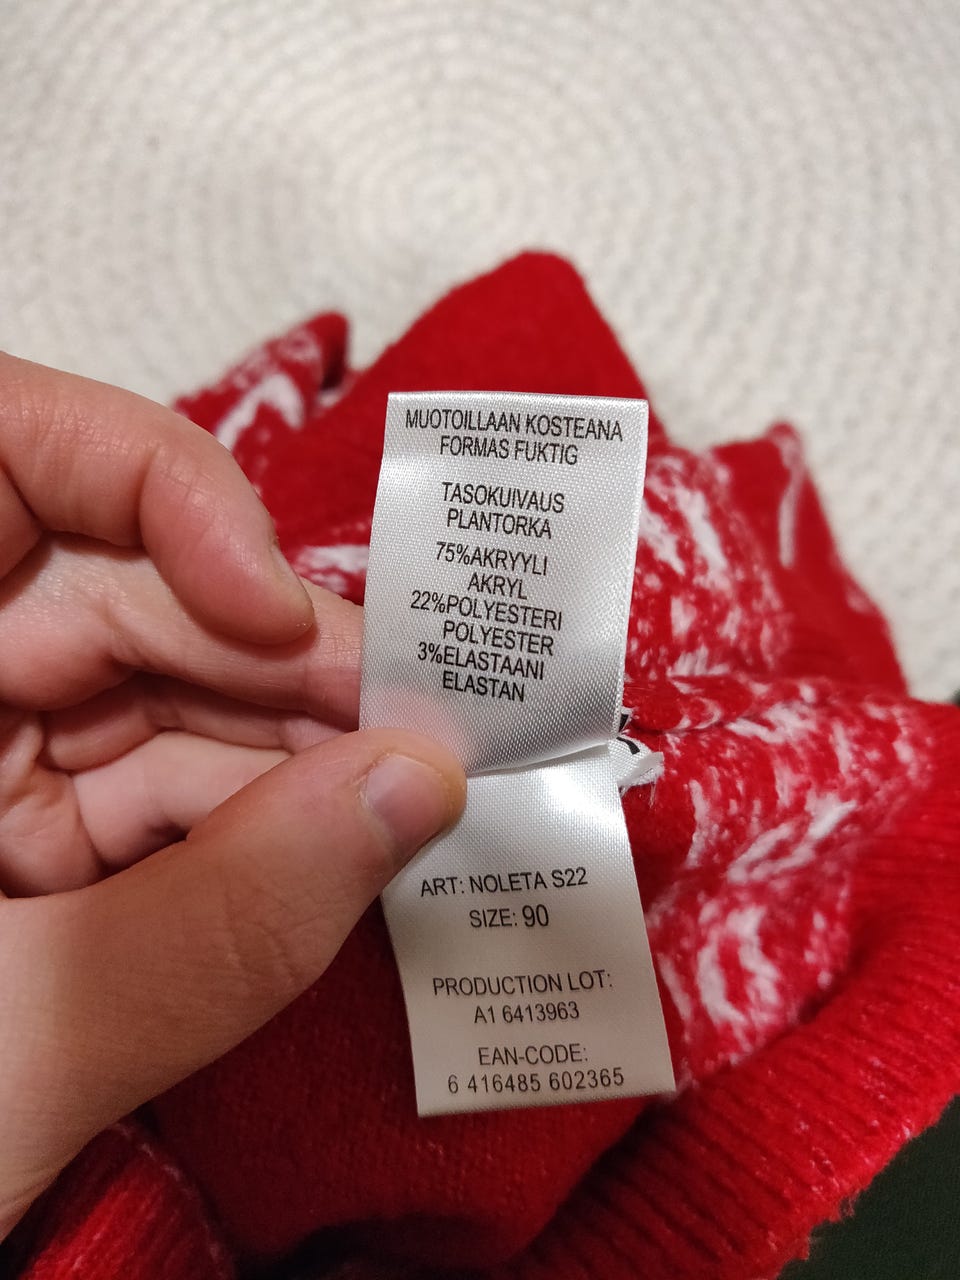 MUOTOILLAAN KOSTEANA
FORMAS FUKTIG
TASOKUIVAUS
PLANTORKA
75%AKRYYLI
AKRYL
22%POLYESTERI
POLYESTER
3%ELASTAANI
ELASTAN
ART: NOLETA S22
SIZE: 90
PRODUCTION LOT:
A1 6413963
EAN-CODE:
6 416485 602365